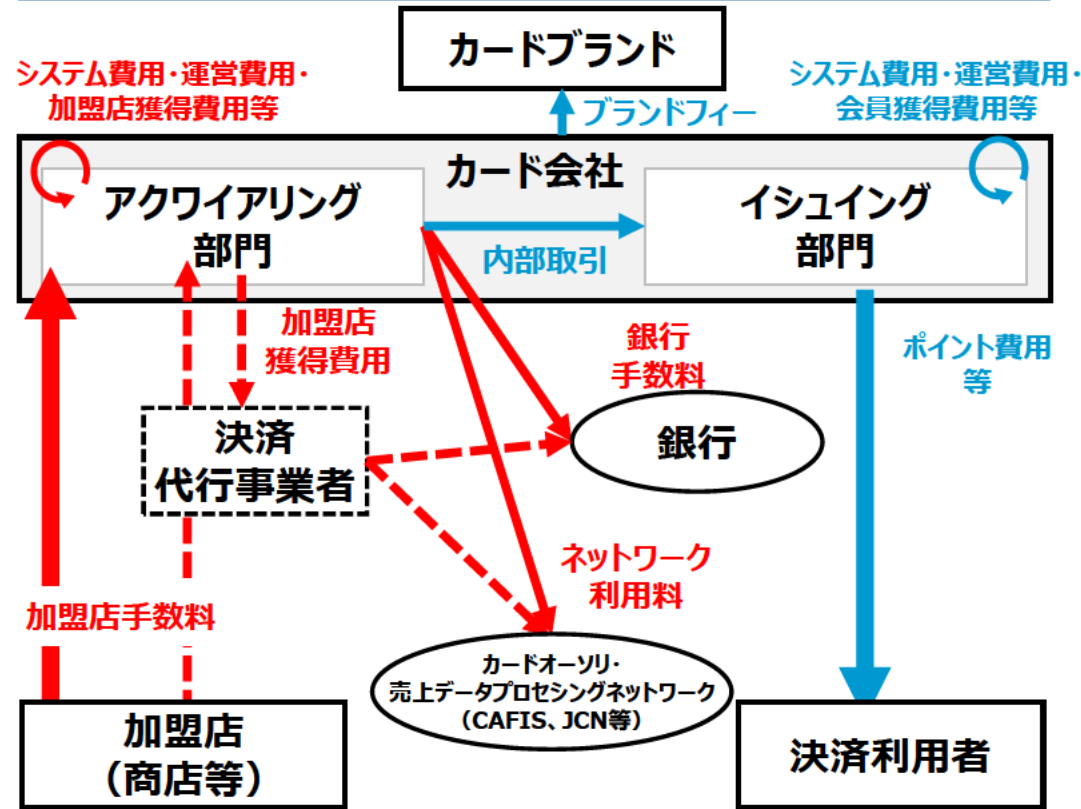 カードブランド
システム費用・運営費用・
加盟店獲得費用等
システム費用・運営費用・
会員獲得費用等
ブランドフィー
カード会社
アクワイアリング
部門
イシュイング
部門
内部取引
加盟店
獲得費用
銀行
手数料
ポイント費用
等
決済
代行事業者
銀行
ネットワーク
利用料
加盟店手数料
カードオーソリ・
売上データプロセシングネットワーク
（CAFIS、JCN等）
加盟店
（商店等）
決済利用者